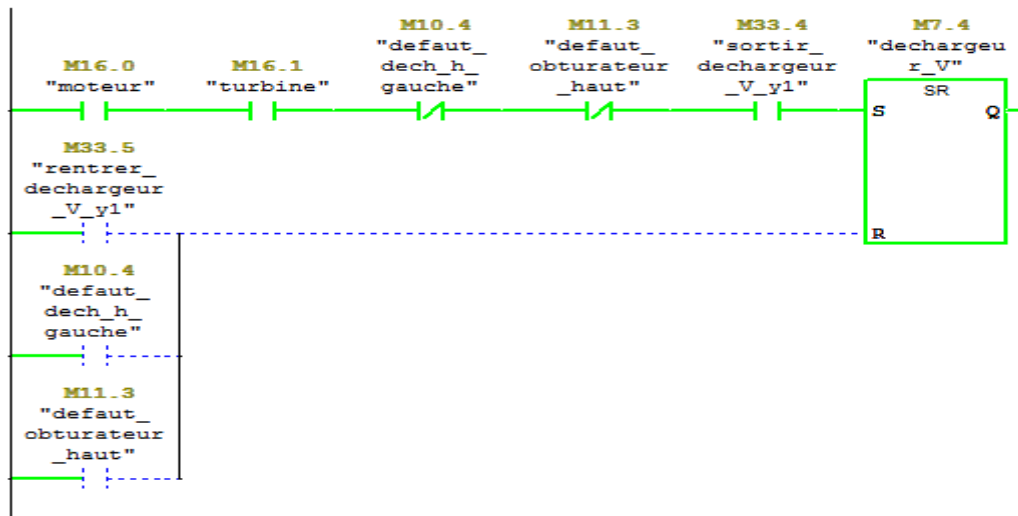 M16.0
"moteur"
M16.1
"turbine"
M10.4
"defaut_
dech_h_
gauche"
M11.3
"defaut_
obturateur
_haut"
M33.4
"sortir_
dechargeur
_V_y1"
M7.4
"dechargeu
r_V"
SR
S
Q
M33.5
"rentrer_
dechargeur
_V_y1"
R
M10.4
"defaut_
dech_h_
gauche"
M11.3
"defaut_
obturateur
_haut"